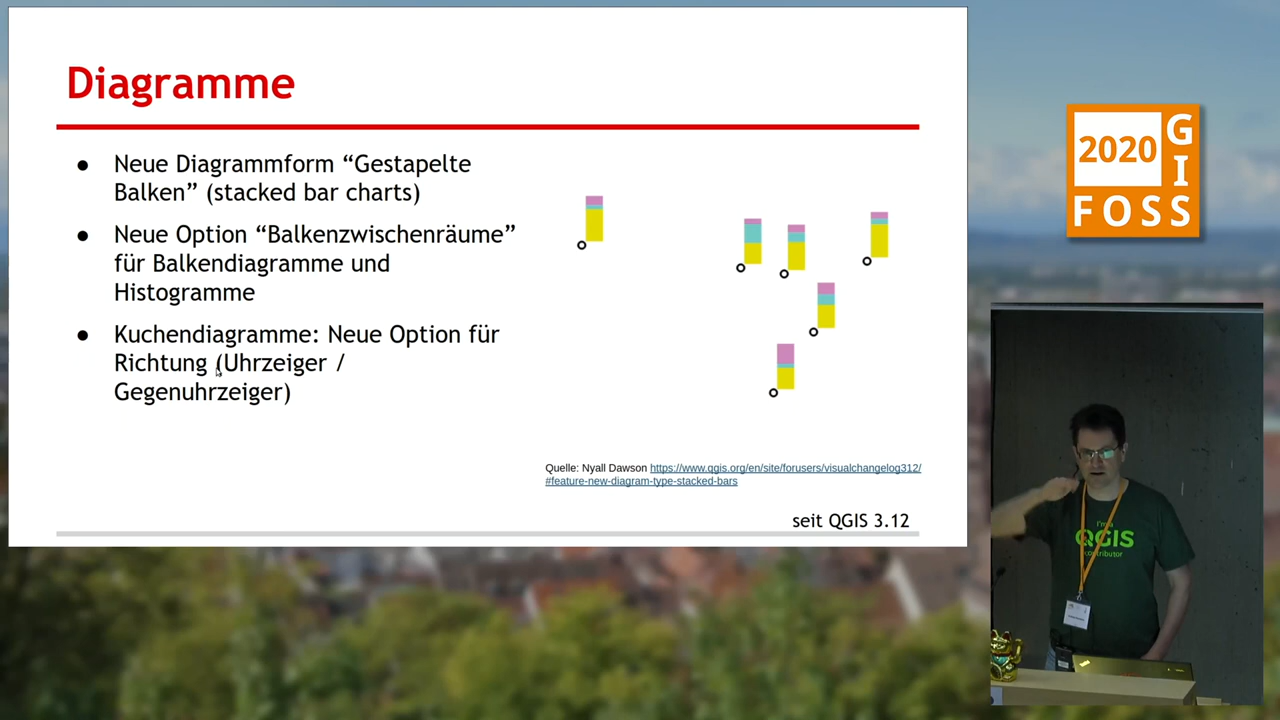 Diagramme
● Neue Diagrammform “Gestapelte
Balken” (stacked bar charts)
● Neue Option “Balkenzwischenräume”
für Balkendiagramme und
Histogramme
● Kuchendiagramme: Neue Option für
Richtung (Uhrzeiger /
Gegenuhrzeiger)
Quelle: Nyall Dawson https://www.qgis.org/en/site/forusers/visualchangelog312/
#feature-new-diagram-type-stacked-bars
seit QGIS 3.12
2020
GI
FOSS
I'm a
QGIS
contributor